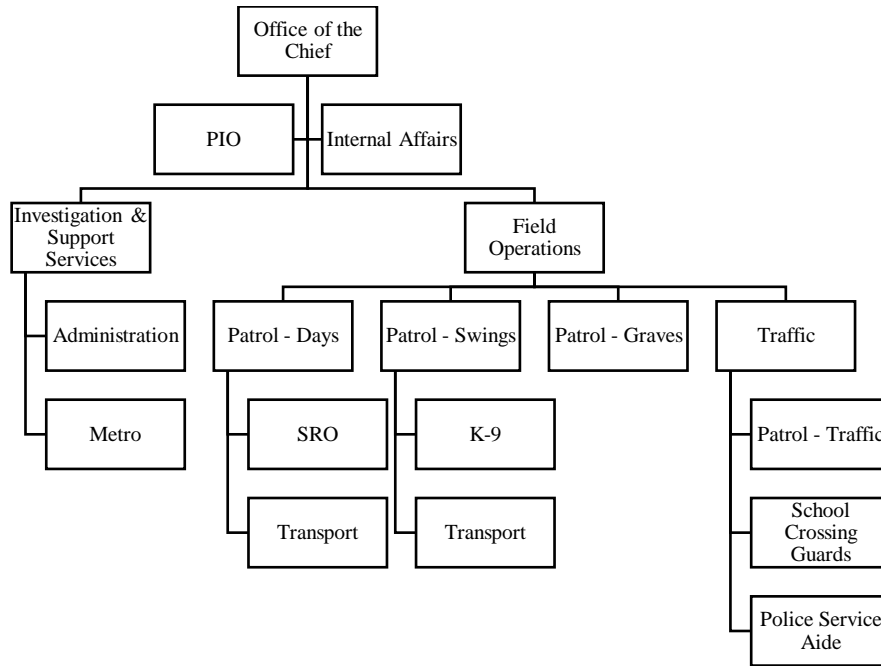 Office of the
Chief
PIO
Internal Affairs
Investigation &
Support
Services
Field
Operations
Administration
Patrol - Days
Patrol - Swings
Patrol - Graves
Traffic
Metro
SRO
K-9
Patrol - Traffic
Transport
Transport
School
Crossing
Guards
Police Service
Aide